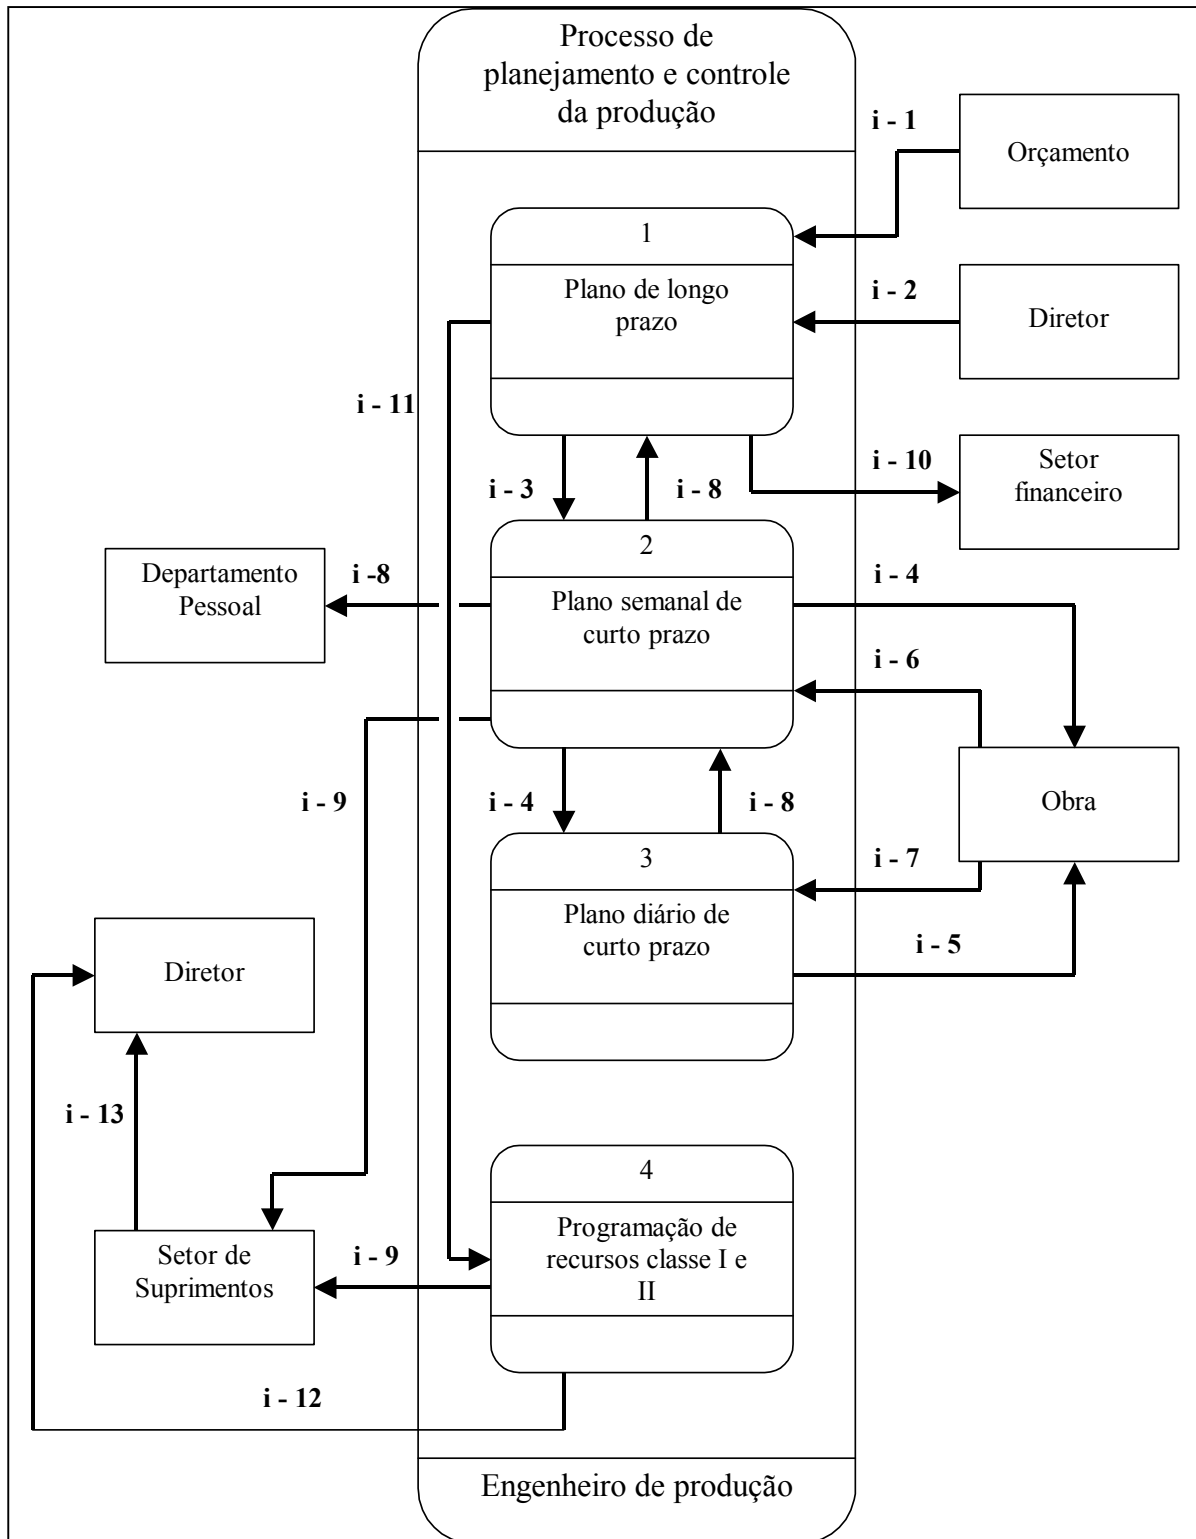 Processo de
planejamento e controle
da produção
i - 1
Orçamento
1
Plano de longo
prazo
i - 2
Diretor
i - 11
i - 3
i - 8
i - 10
Setor
financeiro
2
Plano semanal de
curto prazo
Departamento
Pessoal
i -8
i - 4
i - 6
i - 9
i - 4
i - 8
Obra
3
Plano diário de
curto prazo
i - 7
i - 5
Diretor
i - 13
4
Programação de
recursos classe I e
II
Setor de
Suprimentos
i - 9
i - 12
Engenheiro de produção